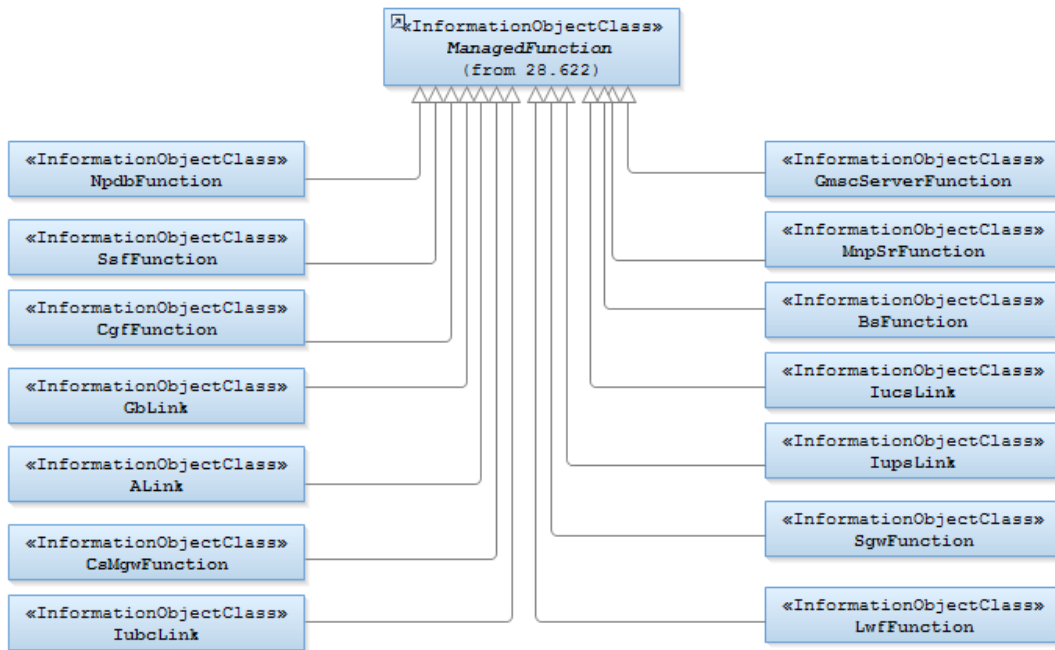 «InformationObjectClass»
ManagedFunction
(from 28.622)
«InformationObjectClass»
NpdbFunction
«InformationObjectClass»
SsfFunction
«InformationObjectClass»
CgfFunction
«InformationObjectClass»
GbLink
«InformationObjectClass»
ALink
«InformationObjectClass»
CsMgwFunction
«InformationObjectClass»
IubcLink
«InformationObjectClass»
GmscServerFunction
«InformationObjectClass»
MnpSrFunction
«InformationObjectClass»
BsFunction
«InformationObjectClass»
IucsLink
«InformationObjectClass»
IupsLink
«InformationObjectClass»
SgwFunction
«InformationObjectClass»
LwfFunction